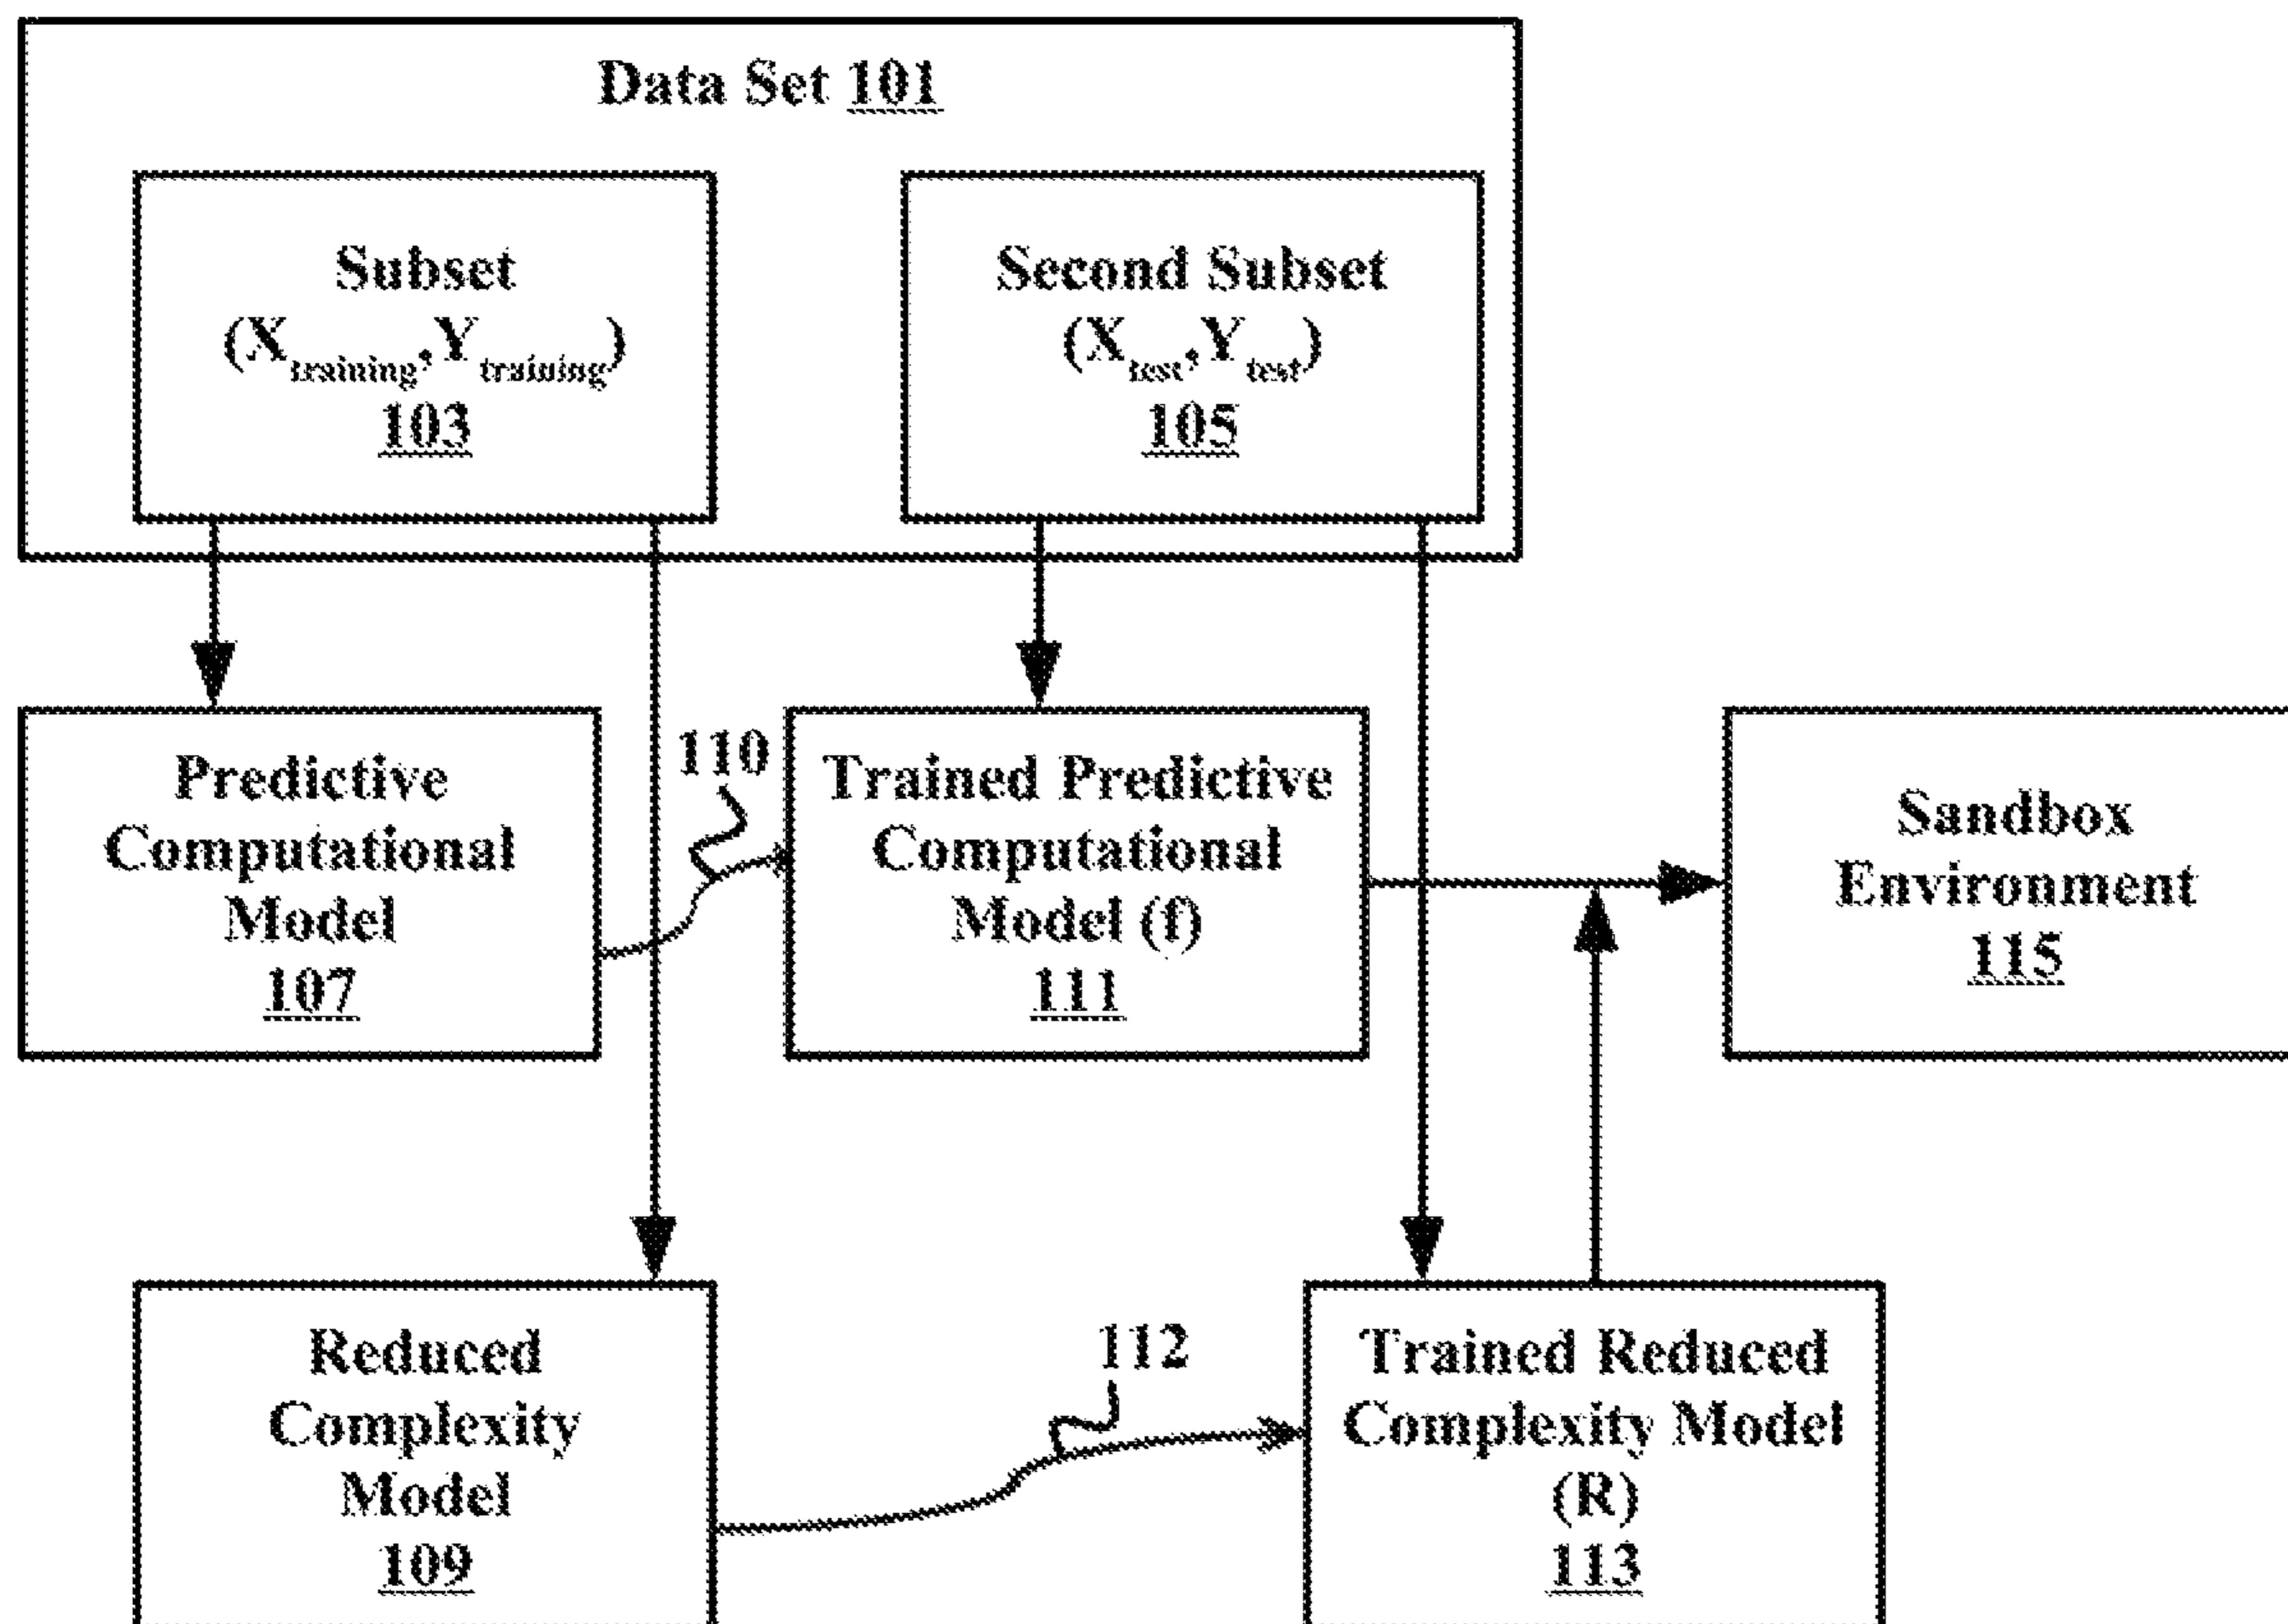 Data Set 101
Subset
(Xtraining,Ytraining)
103
Second Subset
(Xtest,Ytest)
105
Predictive
Computational
Model
107
110
Trained Predictive
Computational
Model (f)
111
Sandbox
Environment
115
Reduced
Complexity
Model
109
112
Trained Reduced
Complexity Model
(R)
113